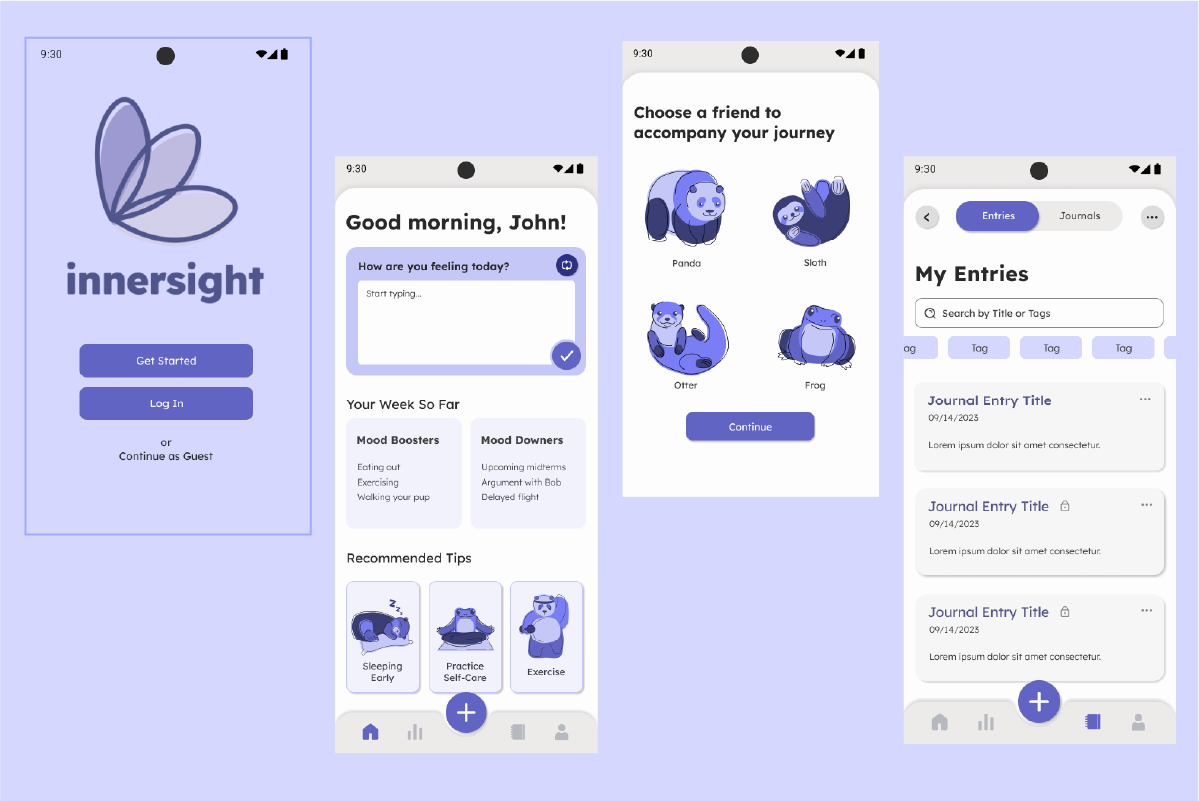 9:30
innersight
Get Started
Log In
or
Continue as Guest
9:30
Good morning, John!
How are you feeling today?
Start typing...
Your Week So Far
Mood Boosters
Eating out
Exercising
Walking your pup
Mood Downers
Upcoming midterms
Argument with Bob
Delayed flight
Recommended Tips
zzz
Sleeping
Early
Practice
Self-Care
Exercise
9:30
Choose a friend to
accompany your journey
Panda
Sloth
Otter
Frog
Continue
9:30
Entries
Journals
My Entries
Search by Title or Tags
ag
Tag
Tag
Tag
Journal Entry Title
09/14/2023
Lorem ipsum dolor sit amet consectetur.
Journal Entry Title
09/14/2023
Lorem ipsum dolor sit amet consectetur.
Journal Entry Title
09/14/2023
Lorem ipsum dolor sit amet consectetur.